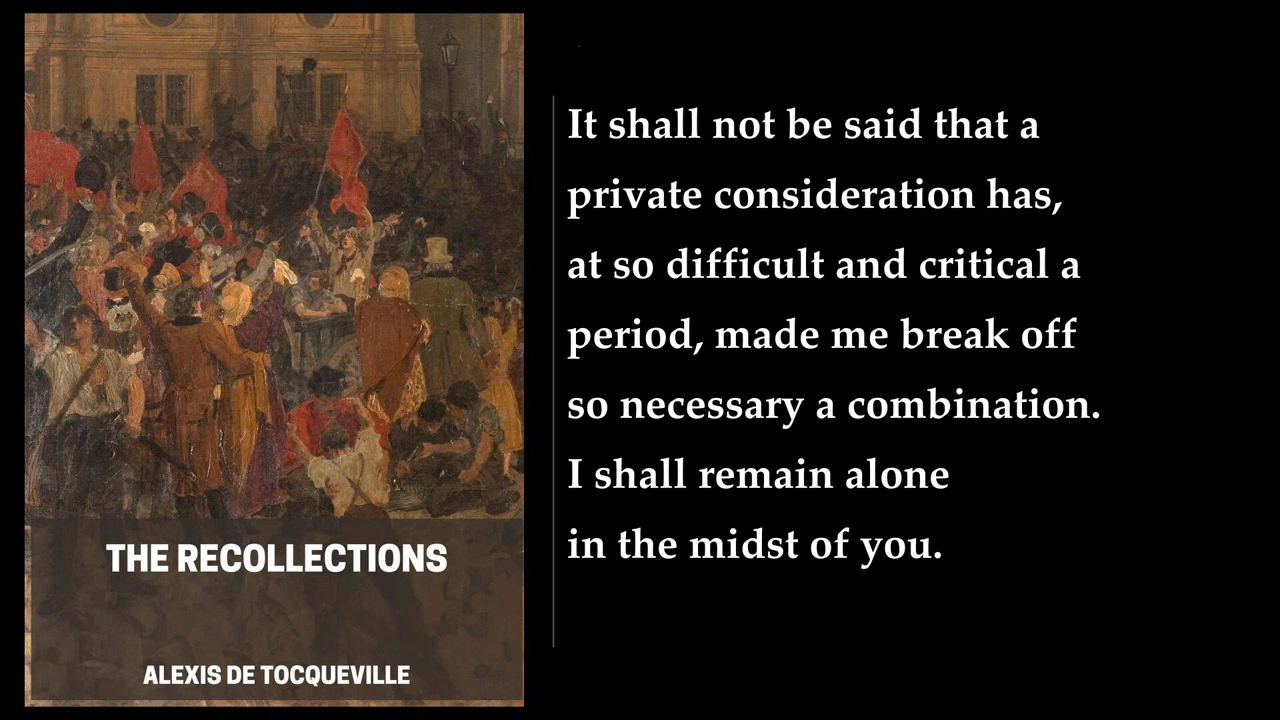 THE RECOLLECTIONS
ALEXIS DE TOCQUEVILLE
It shall not be said that a
private consideration has,
at so difficult and critical a
period, made me break off
so necessary a combination.
I shall remain alone
in the midst of you.